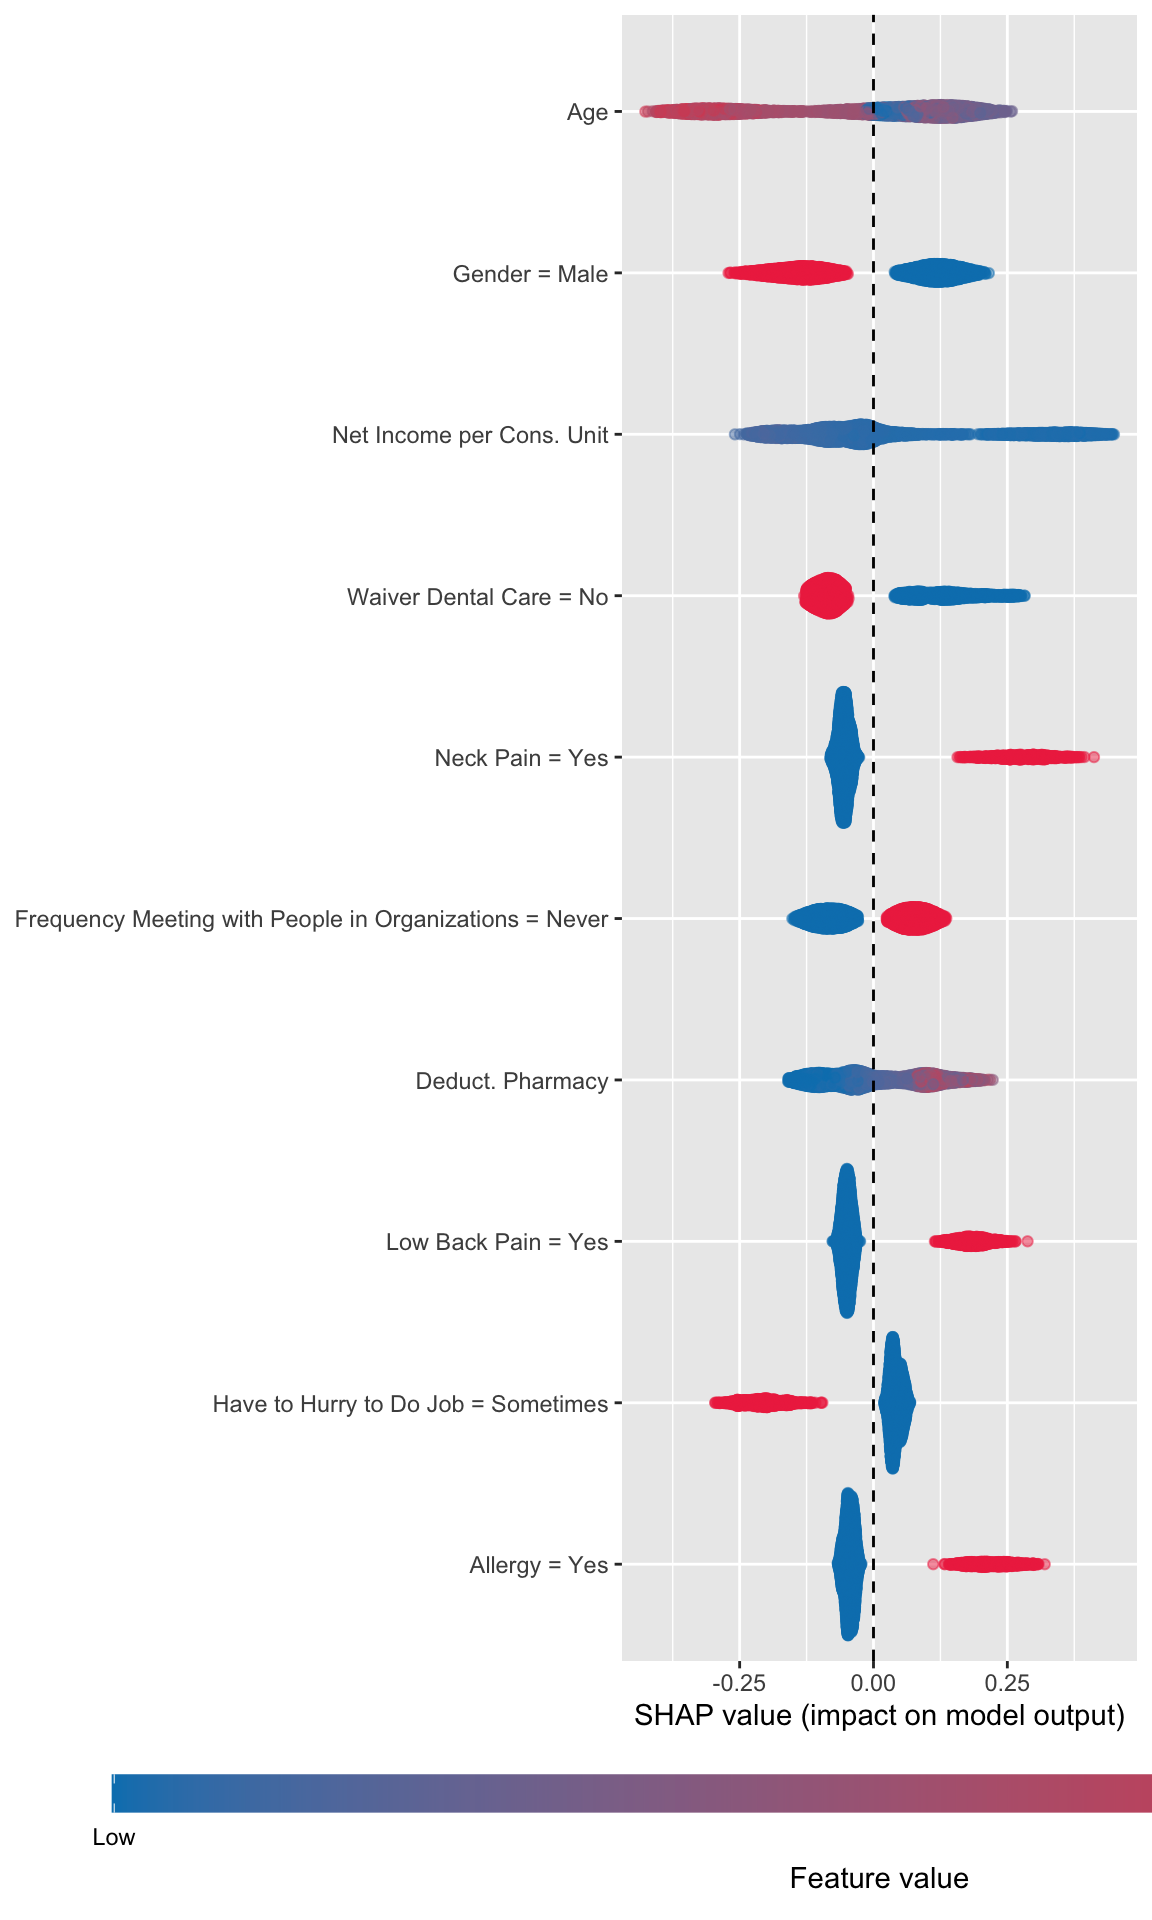 Age
Gender = Male
Net Income per Cons. Unit
Waiver Dental Care = No
Neck Pain = Yes
Frequency Meeting with People in Organizations = Never
Deduct. Pharmacy
Low Back Pain = Yes
Have to Hurry to Do Job = Sometimes
Allergy = Yes
-0.25 0.00 0.25
SHAP value (impact on model output)
Low
Feature value